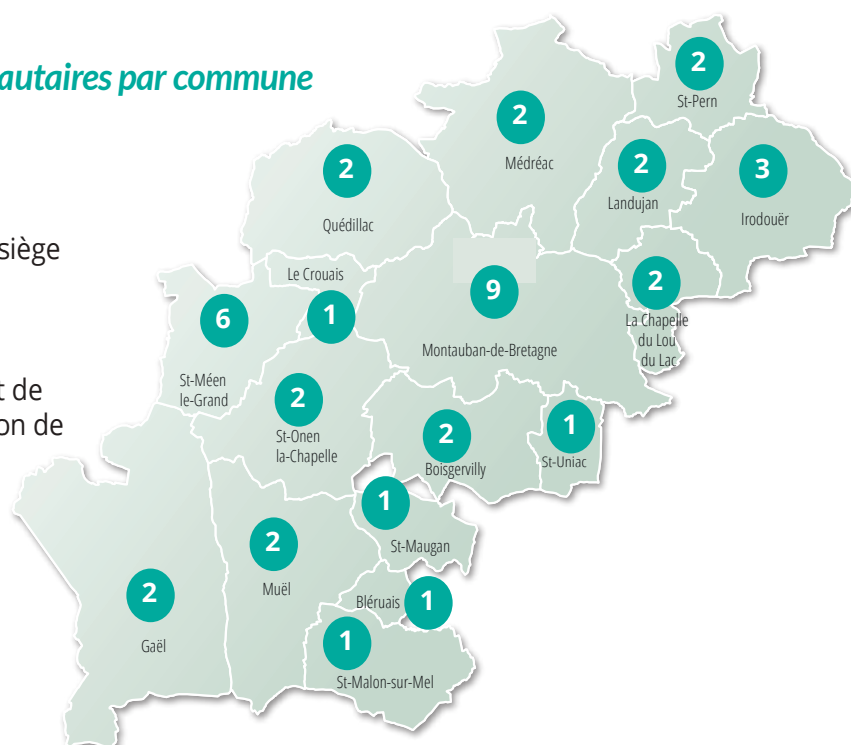 autaires par commune
siège
t de
on de
2
St-Pern
2
Médréac
2
Landujan
3
Irodouër
2
Quédillac
Le Crouais
1
6
St-Méen
le-Grand
9
Montauban-de-Bretagne
2
La Chapelle
du Lou
du Lac
2
St-Onen
la-Chapelle
2
Boisgervilly
1
St-Uniac
1
St-Maugan
2
Muël
2
Gaël
Bléruais
1
1
St-Malon-sur-Mel